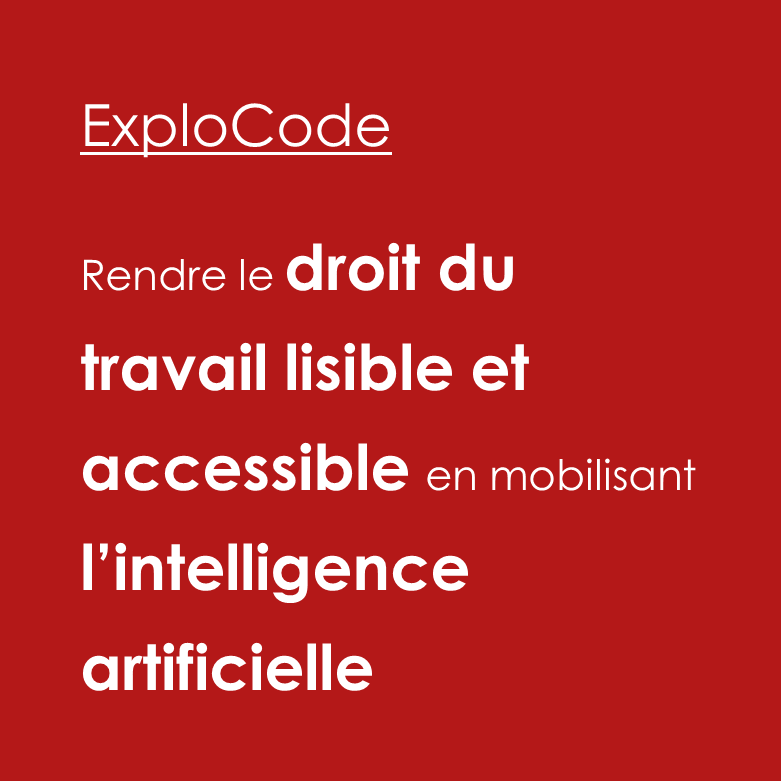 ExploCode
Rendre le droit du
travail lisible et
accessible en mobilisant
l’intelligence
artificielle